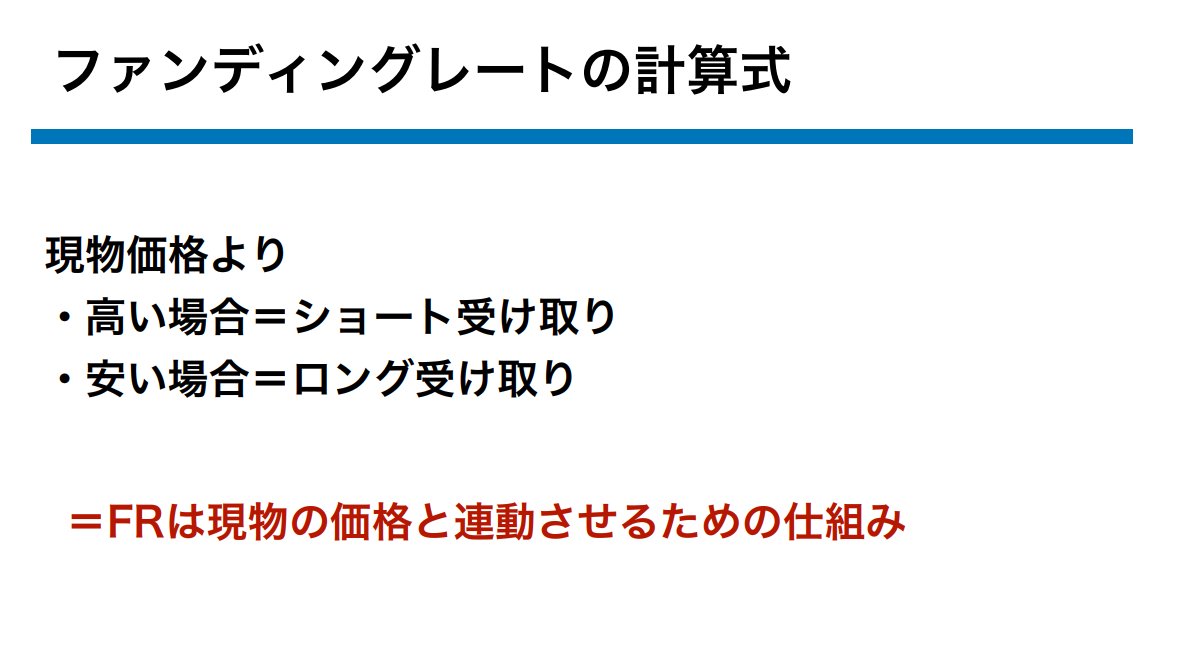 ファンディングレートの計算式
現物価格より
・高い場合＝ショート受け取り
・安い場合＝ロング受け取り
＝FRは現物の価格と連動させるための仕組み